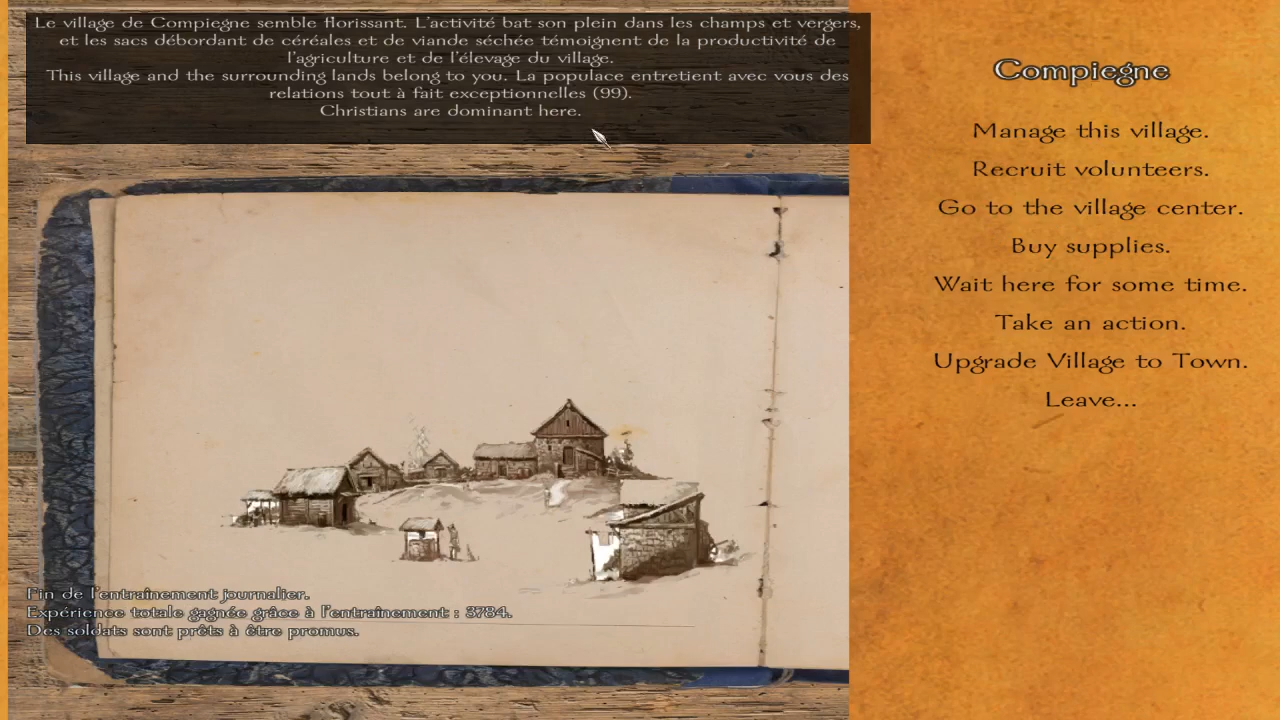 Le village de Compiegne semble florissant. L'activité bat son plein dans les champs et vergers,
et les sacs débordant de céréales et de viande séchée témoignent de la productivité de
l'agriculture et de l'élevage du village.
This village and the surrounding lands belong to you. La populace entretient avec vous des
relations tout à fait exceptionnelles (99).
Christians are dominant here.
Compiegne
Manage this village.
Recruit volunteers.
Go to the village center.
Buy supplies.
Wait here for some time.
Take an action.
Upgrade Village to Town.
Leave...
Fin de l'entraînement journalier.
Expérience totale gagnée grâce à l'entraînement : 3784.
Des soldats sont prêts à être promus.